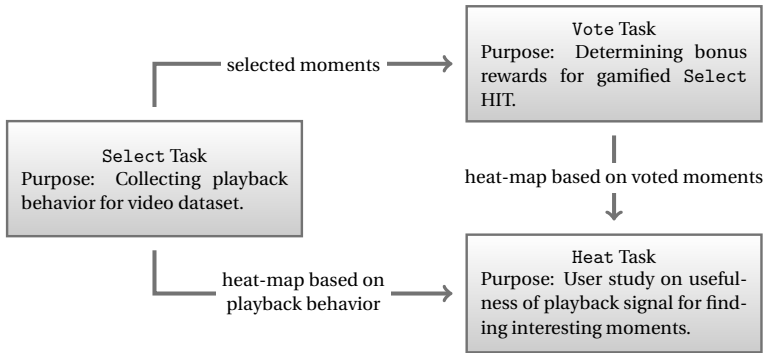 Vote Task
Purpose: Determining bonus
rewards for gamified Select
HIT.
selected moments
Select Task
Purpose: Collecting playback
behavior for video dataset.
heat-map based on voted moments
heat-map based on
playback behavior
Heat Task
Purpose: User study on useful-
ness of playback signal for find-
ing interesting moments.